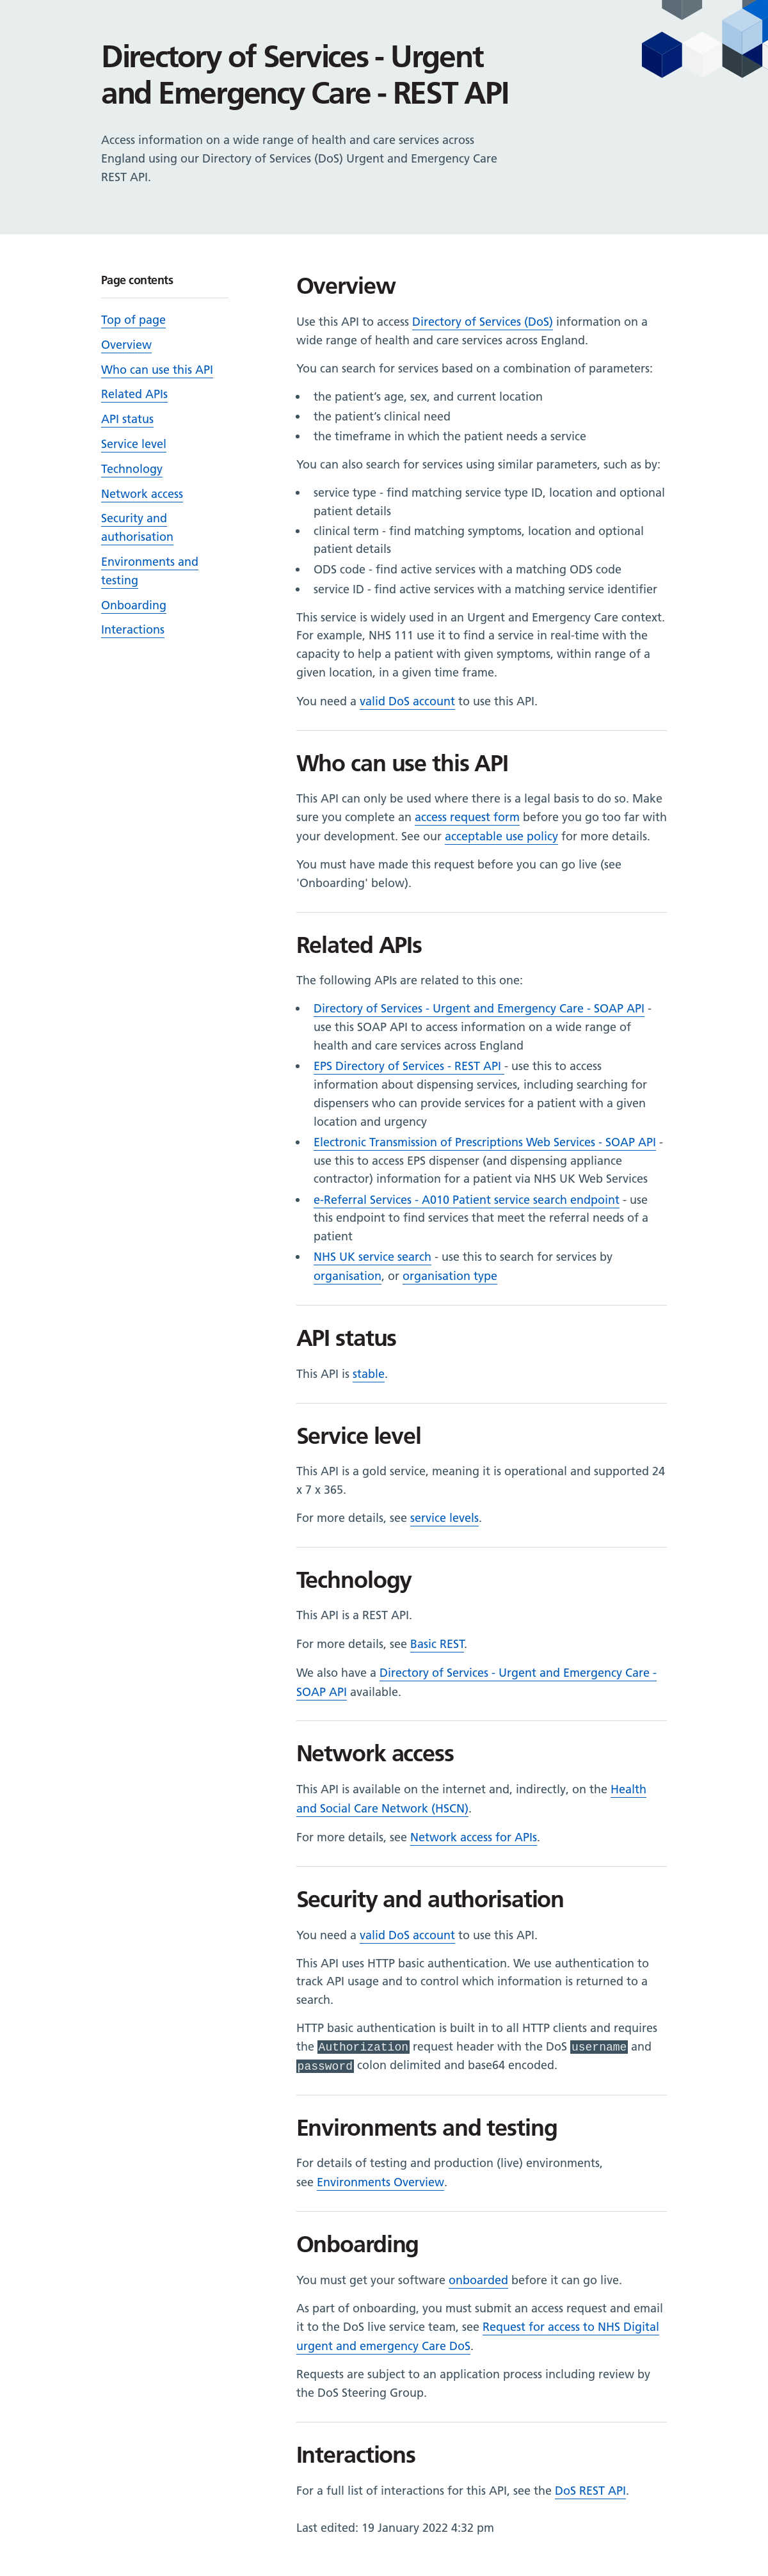 Directory of Services - Urgent
and Emergency Care - REST API
Access information on a wide range of health and care services across
England using our Directory of Services (DoS) Urgent and Emergency Care
REST API.
Page contents
Top of page
Overview
Who can use this API
Related APIs
API status
Service level
Technology
Network access
Security and
authorisation
Environments and
testing
Onboarding
Interactions
Overview
Use this API to access Directory of Services (DoS) information on a
wide range of health and care services across England.
You can search for services based on a combination of parameters:
• the patient’s age, sex, and current location
• the patient’s clinical need
• the timeframe in which the patient needs a service
You can also search for services using similar parameters, such as by:
• service type - find matching service type ID, location and optional
patient details
• clinical term - find matching symptoms, location and optional
patient details
• ODS code - find active services with a matching ODS code
• service ID - find active services with a matching service identifier
This service is widely used in an Urgent and Emergency Care context.
For example, NHS 111 use it to find a service in real-time with the
capacity to help a patient with given symptoms, within range of a
given location, in a given time frame.
You need a valid DoS account to use this API.
Who can use this API
This API can only be used where there is a legal basis to do so. Make
sure you complete an access request form before you go too far with
your development. See our acceptable use policy for more details.
You must have made this request before you can go live (see
'Onboarding' below).
Related APIs
The following APIs are related to this one:
• Directory of Services - Urgent and Emergency Care - SOAP API -
use this SOAP API to access information on a wide range of
health and care services across England
• EPS Directory of Services - REST API - use this to access
information about dispensing services, including searching for
dispensers who can provide services for a patient with a given
location and urgency
• Electronic Transmission of Prescriptions Web Services - SOAP API -
use this to access EPS dispenser (and dispensing appliance
contractor) information for a patient via NHS UK Web Services
• e-Referral Services - A010 Patient service search endpoint - use
this endpoint to find services that meet the referral needs of a
patient
• NHS UK service search - use this to search for services by
organisation, or organisation type
API status
This API is stable.
Service level
This API is a gold service, meaning it is operational and supported 24
x 7 x 365.
For more details, see service levels.
Technology
This API is a REST API.
For more details, see Basic REST.
We also have a Directory of Services - Urgent and Emergency Care -
SOAP API available.
Network access
This API is available on the internet and, indirectly, on the Health
and Social Care Network (HSCN).
For more details, see Network access for APIs.
Security and authorisation
You need a valid DoS account to use this API.
This API uses HTTP basic authentication. We use authentication to
track API usage and to control which information is returned to a
search.
HTTP basic authentication is built in to all HTTP clients and requires
the Authorization request header with the DoS username and
password colon delimited and base64 encoded.
Environments and testing
For details of testing and production (live) environments,
see Environments Overview.
Onboarding
You must get your software onboarded before it can go live.
As part of onboarding, you must submit an access request and email
it to the DoS live service team, see Request for access to NHS Digital
urgent and emergency Care DoS.
Requests are subject to an application process including review by
the DoS Steering Group.
Interactions
For a full list of interactions for this API, see the DoS REST API.
Last edited: 19 January 2022 4:32 pm